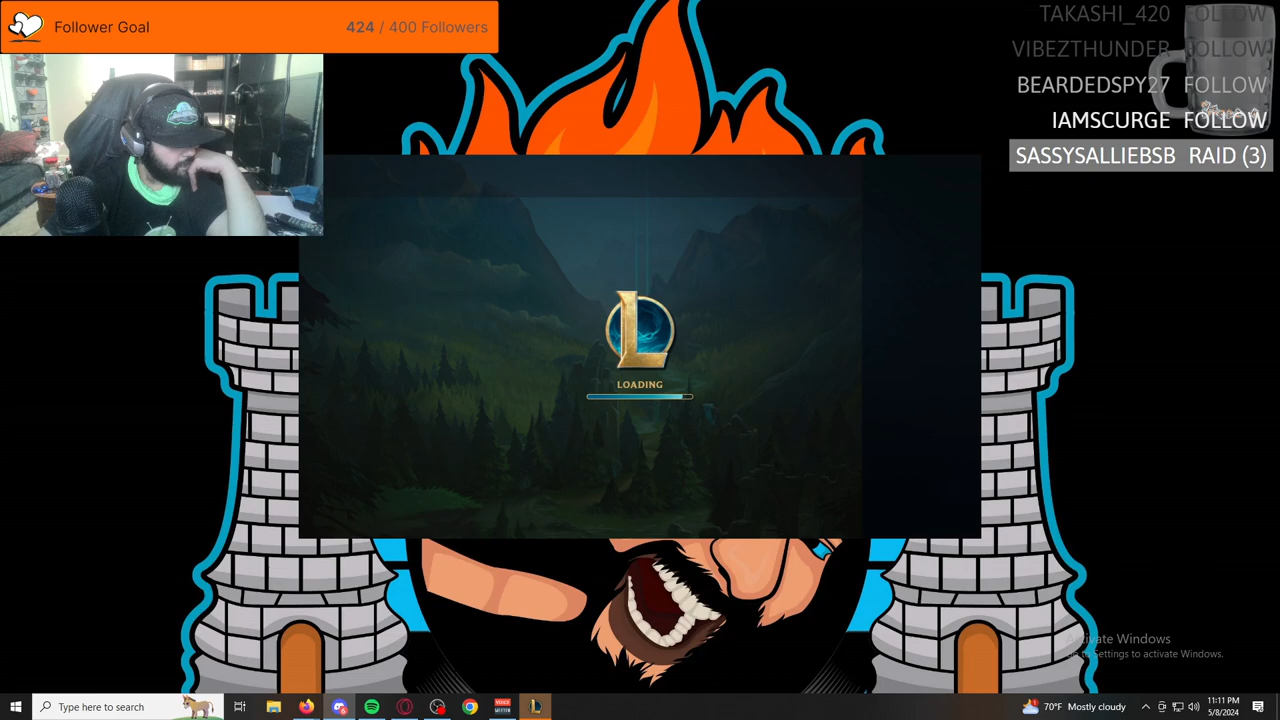 Follower Goal
424 / 400 Followers
TAKASHI_420 FOLLOW
VIBEZTHUNDER FOLLOW
BEARDEDSPY27 FOLLOW
IAMSCURGE FOLLOW
SASSYSALLIEBSB RAID (3)
LOADING
Activate Windows
Go to Settings to activate Windows.
Type here to search
70°F Mostly cloudy
11:11 PM
5/8/2024